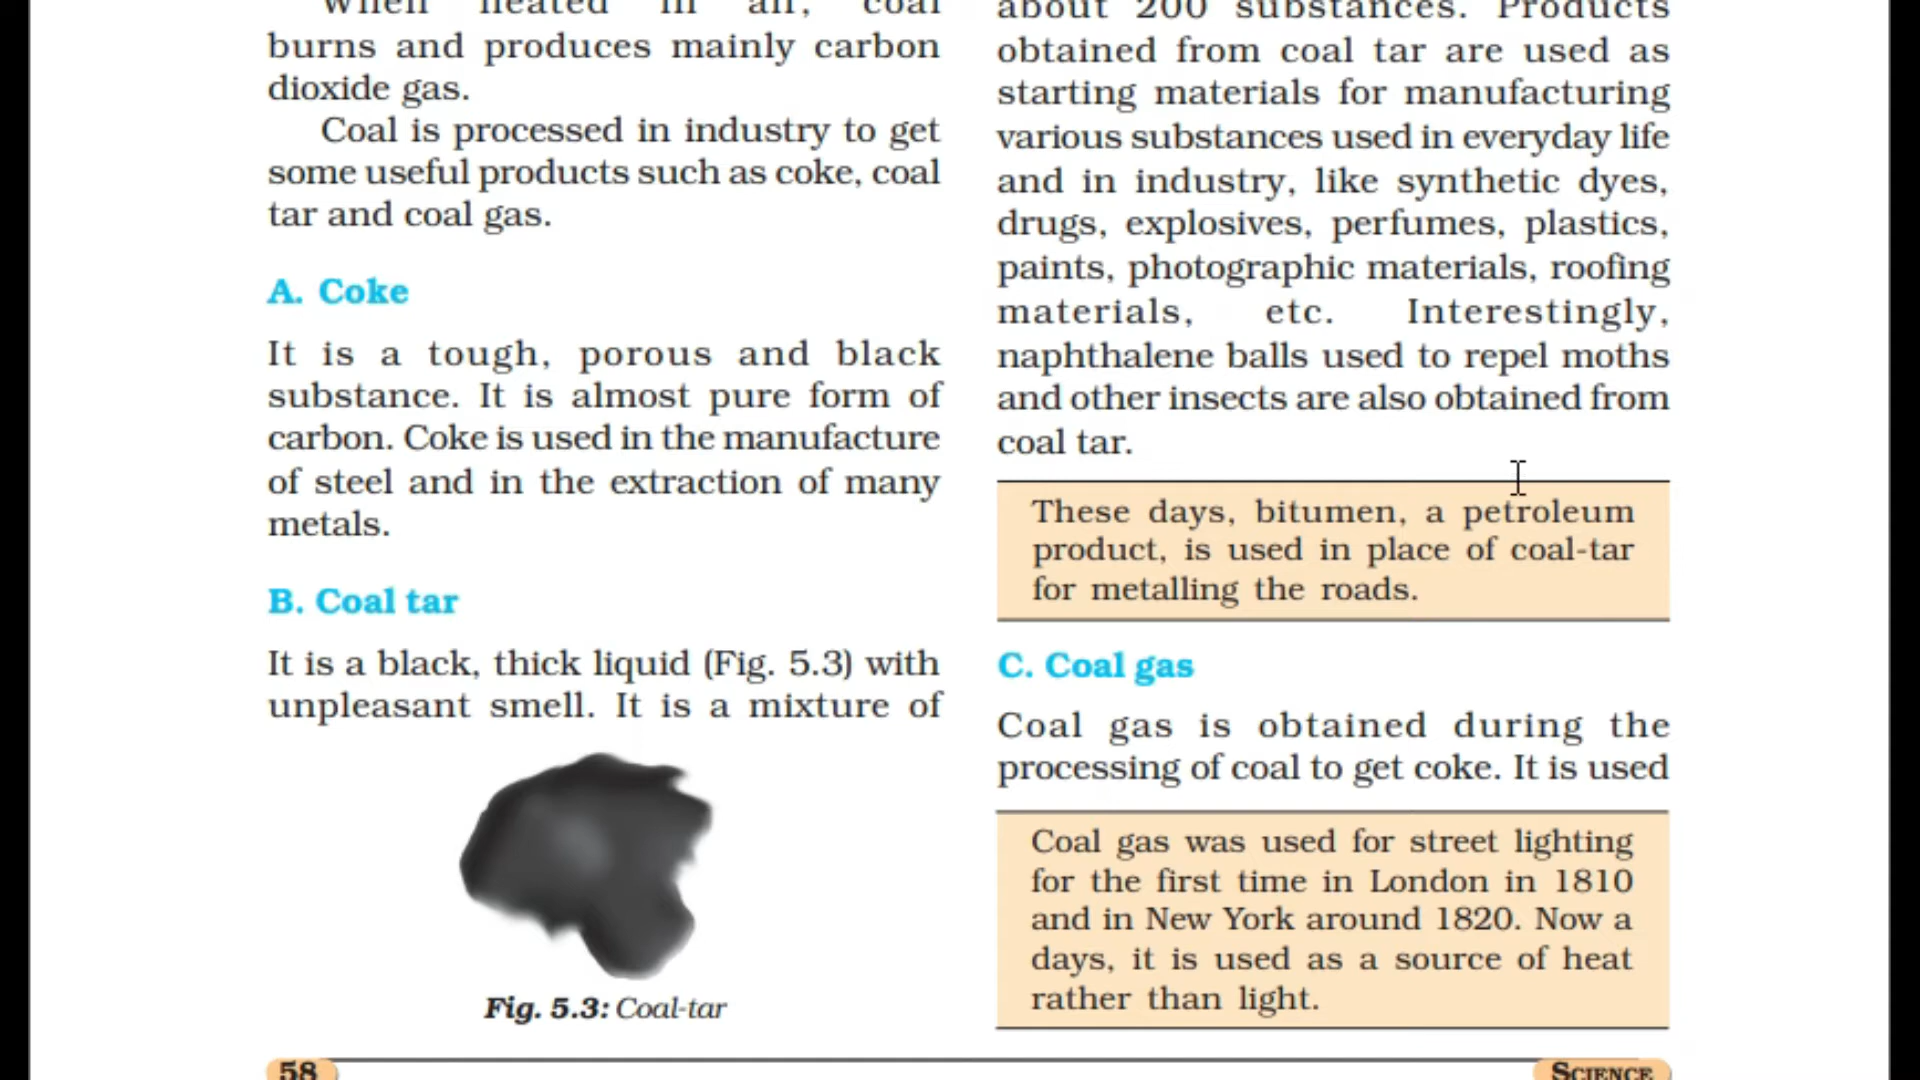 When heated in air, coal
burns and produces mainly carbon
dioxide gas.
Coal is processed in industry to get
some useful products such as coke, coal
tar and coal gas.
A. Coke
It is a tough, porous and black
substance. It is almost pure form of
carbon. Coke is used in the manufacture
of steel and in the extraction of many
metals.
B. Coal tar
It is a black, thick liquid (Fig. 5.3) with
unpleasant smell. It is a mixture of
Fig. 5.3: Coal-tar
about 200 substances. Products
obtained from coal tar are used as
starting materials for manufacturing
various substances used in everyday life
and in industry, like synthetic dyes,
drugs, explosives, perfumes, plastics,
paints, photographic materials, roofing
materials, etc. Interestingly,
naphthalene balls used to repel moths
and other insects are also obtained from
coal tar.
These days, bitumen, a petroleum
product, is used in place of coal-tar
for metalling the roads.
C. Coal gas
Coal gas is obtained during the
processing of coal to get coke. It is used
Coal gas was used for street lighting
for the first time in London in 1810
and in New York around 1820. Now a
days, it is used as a source of heat
rather than light.
58
SCIENCE